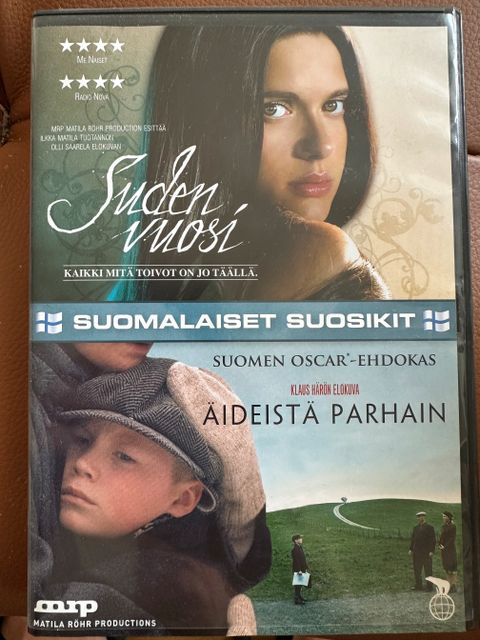 ★★★★
ME NAISET
★★★★
RADIO NOVA
MRP MATILA RÖHR PRODUCTION ESITTÄÄ
ILKKA MATILA TUOTANNON
OLLI SAARELA ELOKUVAN
Suden
vuosi
KAIKKI MITÄ TOIVOT ON JO TÄÄLLÄ.
SUOMALAISET SUOSIKIT
SUOMEN OSCAR®-EHDOKAS
KLAUS HÄRÖN ELOKUVA
ÄIDEISTÄ PARHAIN
mrp
MATILA RÖHR PRODUCTIONS